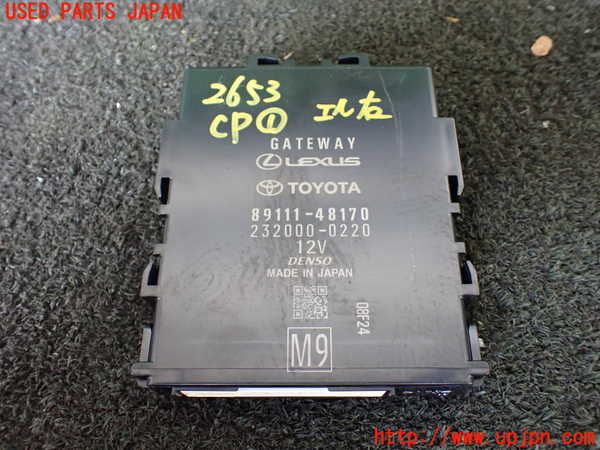 USED PARTS JAPAN
2653
CP① エル右
GATEWAY
LEXUS
TOYOTA
89111-48170
232000-0220
12V
DENSO
MADE IN JAPAN
08F24
M9
http://www.upjpn.com